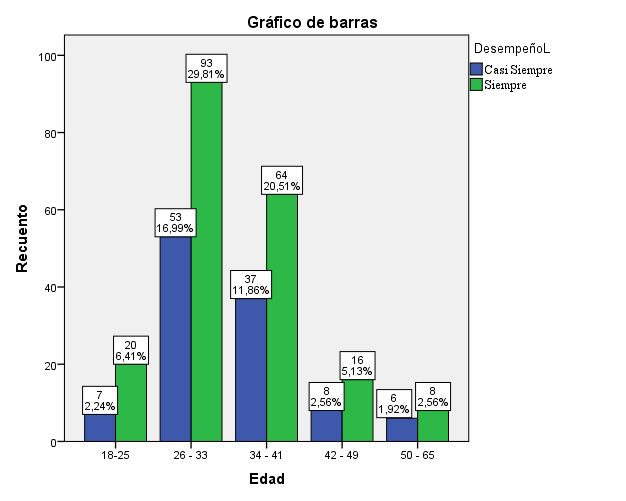 Gráfico de barras
DesempeñoL
Casi Siempre
Siempre
Recuento
100
80
60
40
20
0
7
2,24%
20
6,41%
53
16,99%
93
29,81%
37
11,86%
64
20,51%
8
2,56%
16
5,13%
6
1,92%
8
2,56%
18-25
26 - 33
34 - 41
42 - 49
50 - 65
Edad